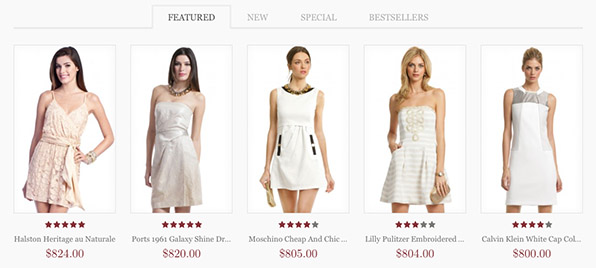 FEATURED NEW SPECIAL BESTSELLERS
Halston Heritage au Naturale Ports 1961 Galaxy Shine Dr... Moschino Cheap And Chic ... Lilly Pulitzer Embroidered ... Calvin Klein White Cap Col...
$824.00 $820.00 $805.00 $804.00 $800.00